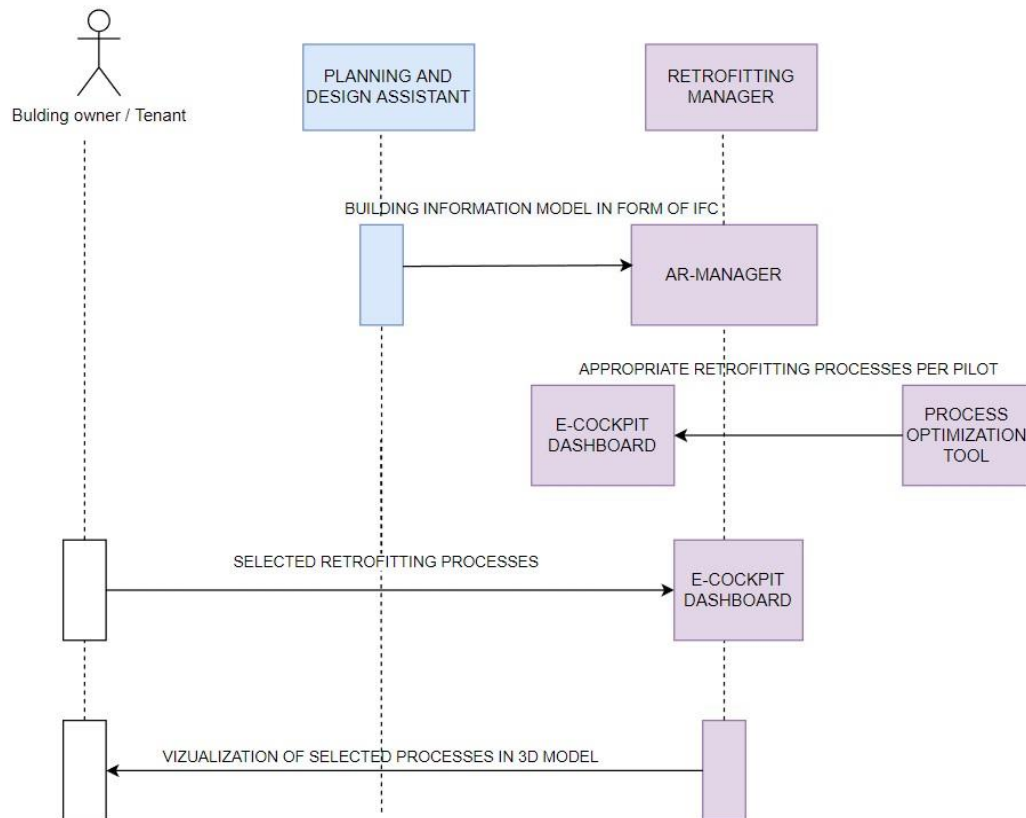 PLANNING AND
DESIGN ASSISTANT
RETROFITTING
MANAGER
Bulding owner / Tenant
BUILDING INFORMATION MODEL IN FORM OF IFC
AR-MANAGER
APPROPRIATE RETROFITTING PROCESSES PER PILOT
E-COCKPIT
DASHBOARD
PROCESS
OPTIMIZATION
TOOL
SELECTED RETROFITTING PROCESSES
E-COCKPIT
DASHBOARD
VIZUALIZATION OF SELECTED PROCESSES IN 3D MODEL